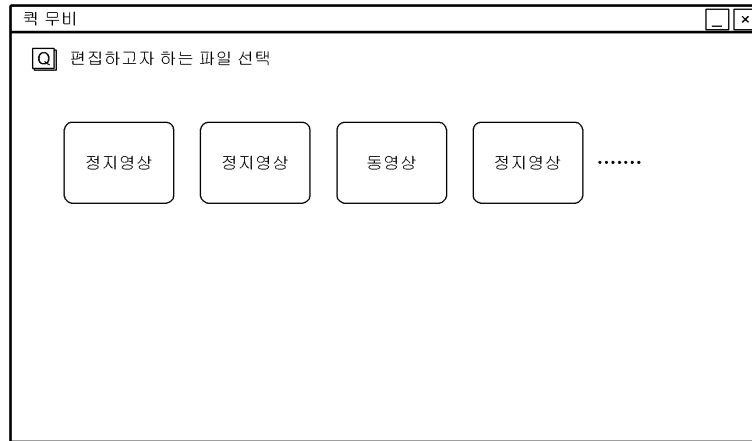 퀵 무비 _ ×
Q 편집하고자 하는 파일 선택
정지영상 정지영상 동영상 정지영상 .......